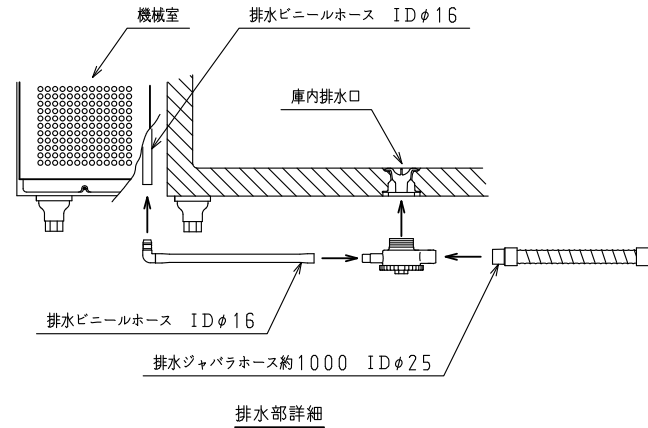 機械室
排水ビニールホース IDφ16
庫内排水口
排水ビニールホース IDφ16
排水ジャバラホース約1000 IDφ25
排水部詳細